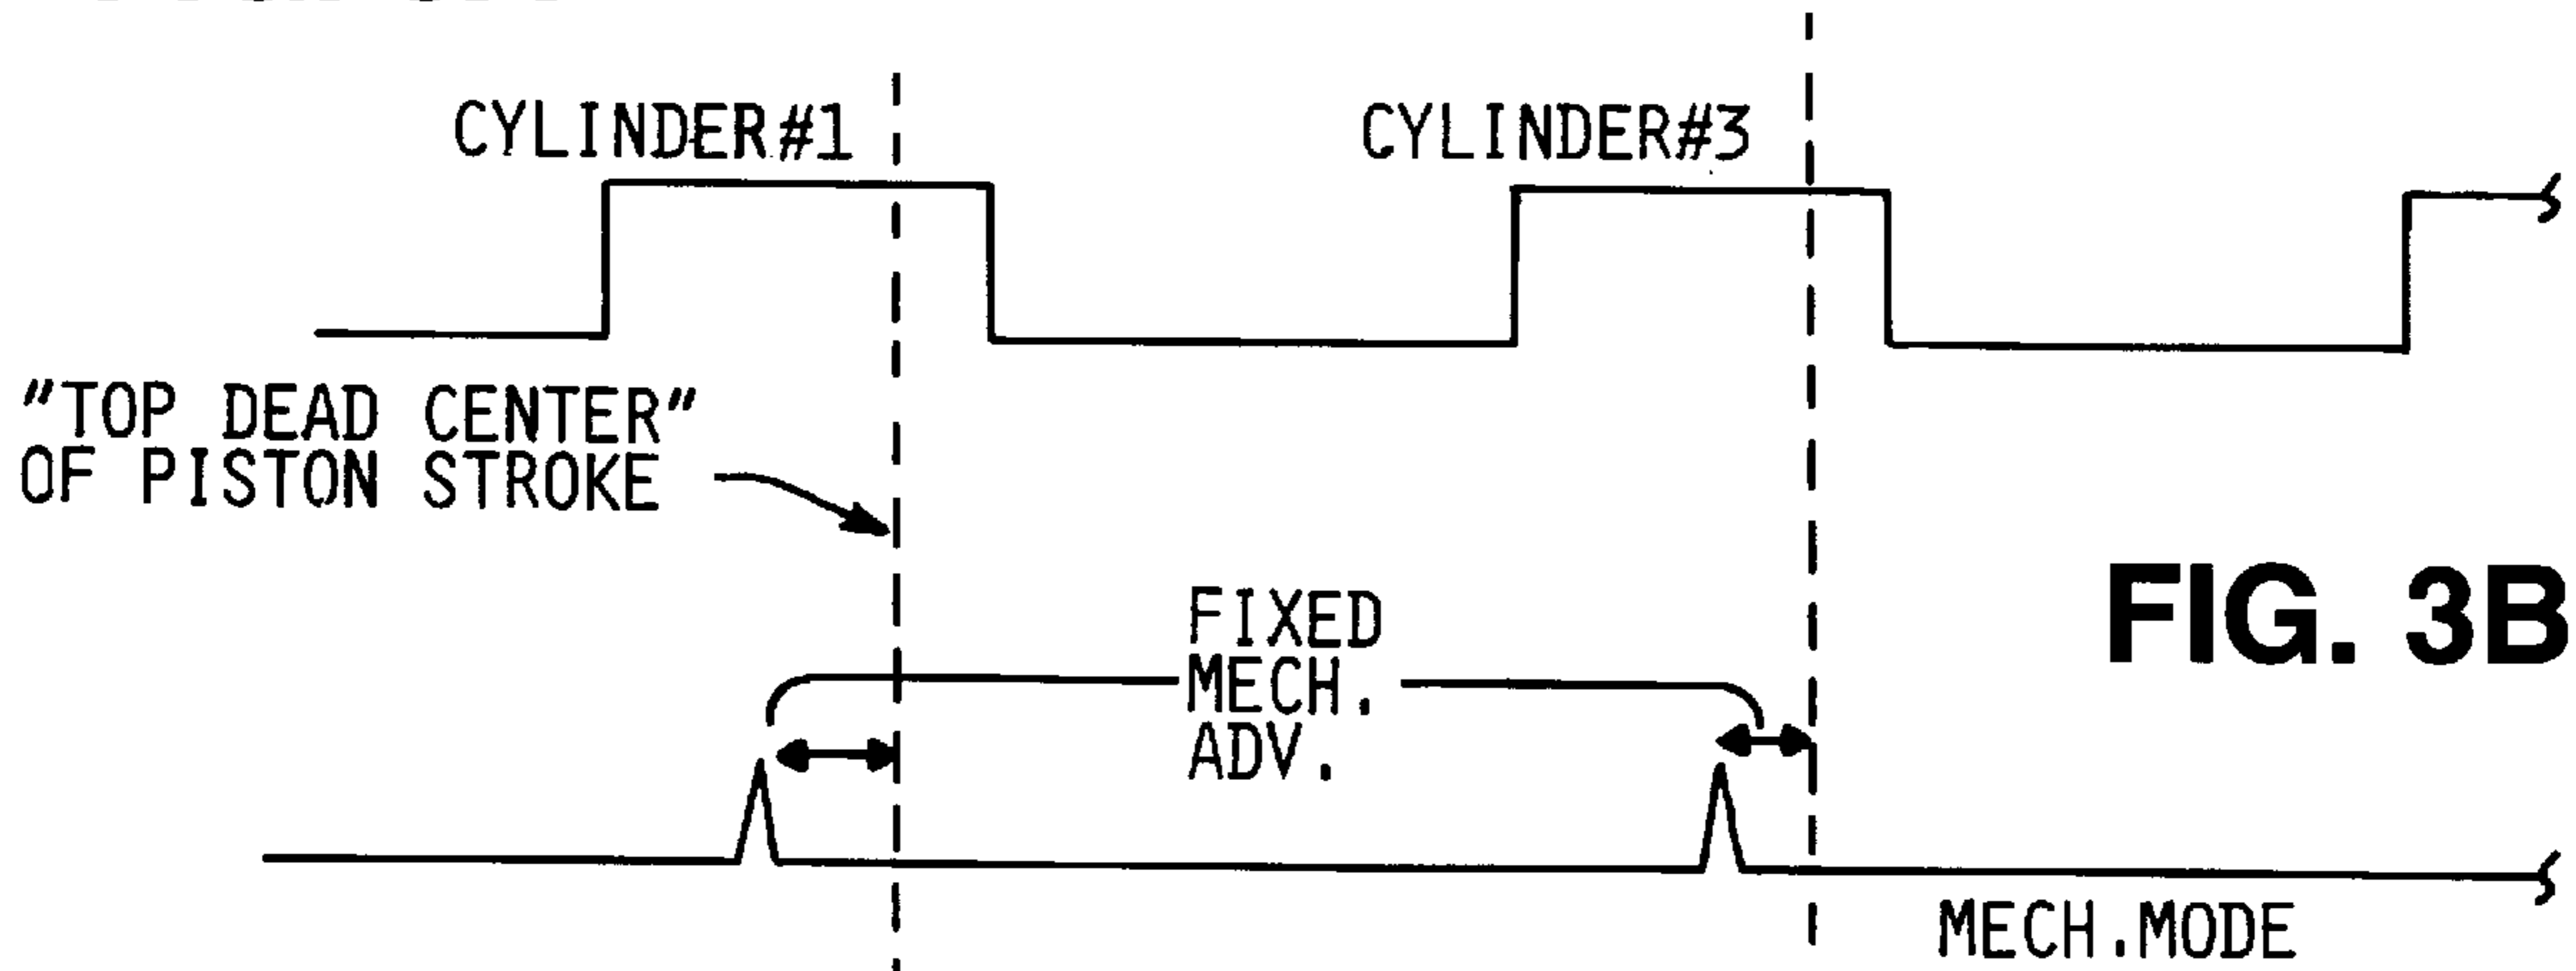 CYLINDER#1
CYLINDER#3
"TOP DEAD CENTER"
OF PISTON STROKE
FIXED
MECH.
ADV.
FIG. 3B
MECH.MODE